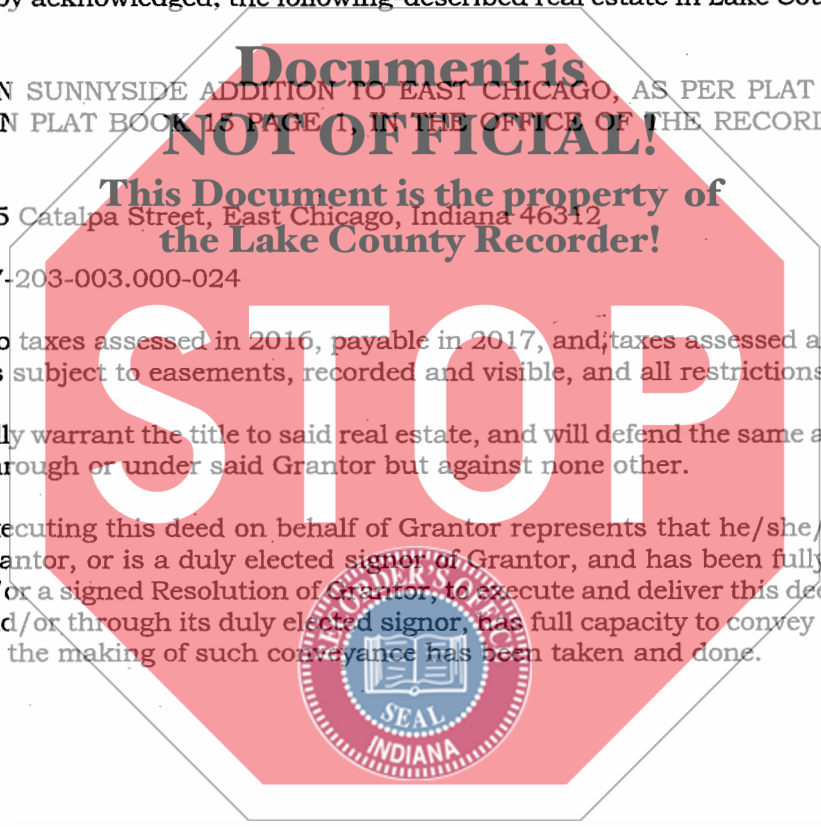 by acknowledged, the following described real estate in Lake Cou
Document is
N SUNNYSIDE ADDITION TO EAST CHICAGO, AS PER PLAT
N PLAT BOOK 15 PAGE 1, IN THE OFFICE OF THE RECORD
NOT OFFICIAL!
This Document is the property of
5 Catalpa Street, East Chicago, Indiana 46312
the Lake County Recorder!
7-203-003.000-024
o taxes assessed in 2016, payable in 2017, and taxes assessed a
s subject to easements, recorded and visible, and all restrictions
STOP
lly warrant the title to said real estate, and will defend the same a
rough or under said Grantor but against none other.
ecuting this deed on behalf of Grantor represents that he/she/
antor, or is a duly elected signor of Grantor, and has been fully
or a signed Resolution of Grantor, to execute and deliver this dee
d/or through its duly elected signor, has full capacity to convey
the making of such conveyance has been taken and done.
RECORDER'S OFFICE
SEAL
INDIANA